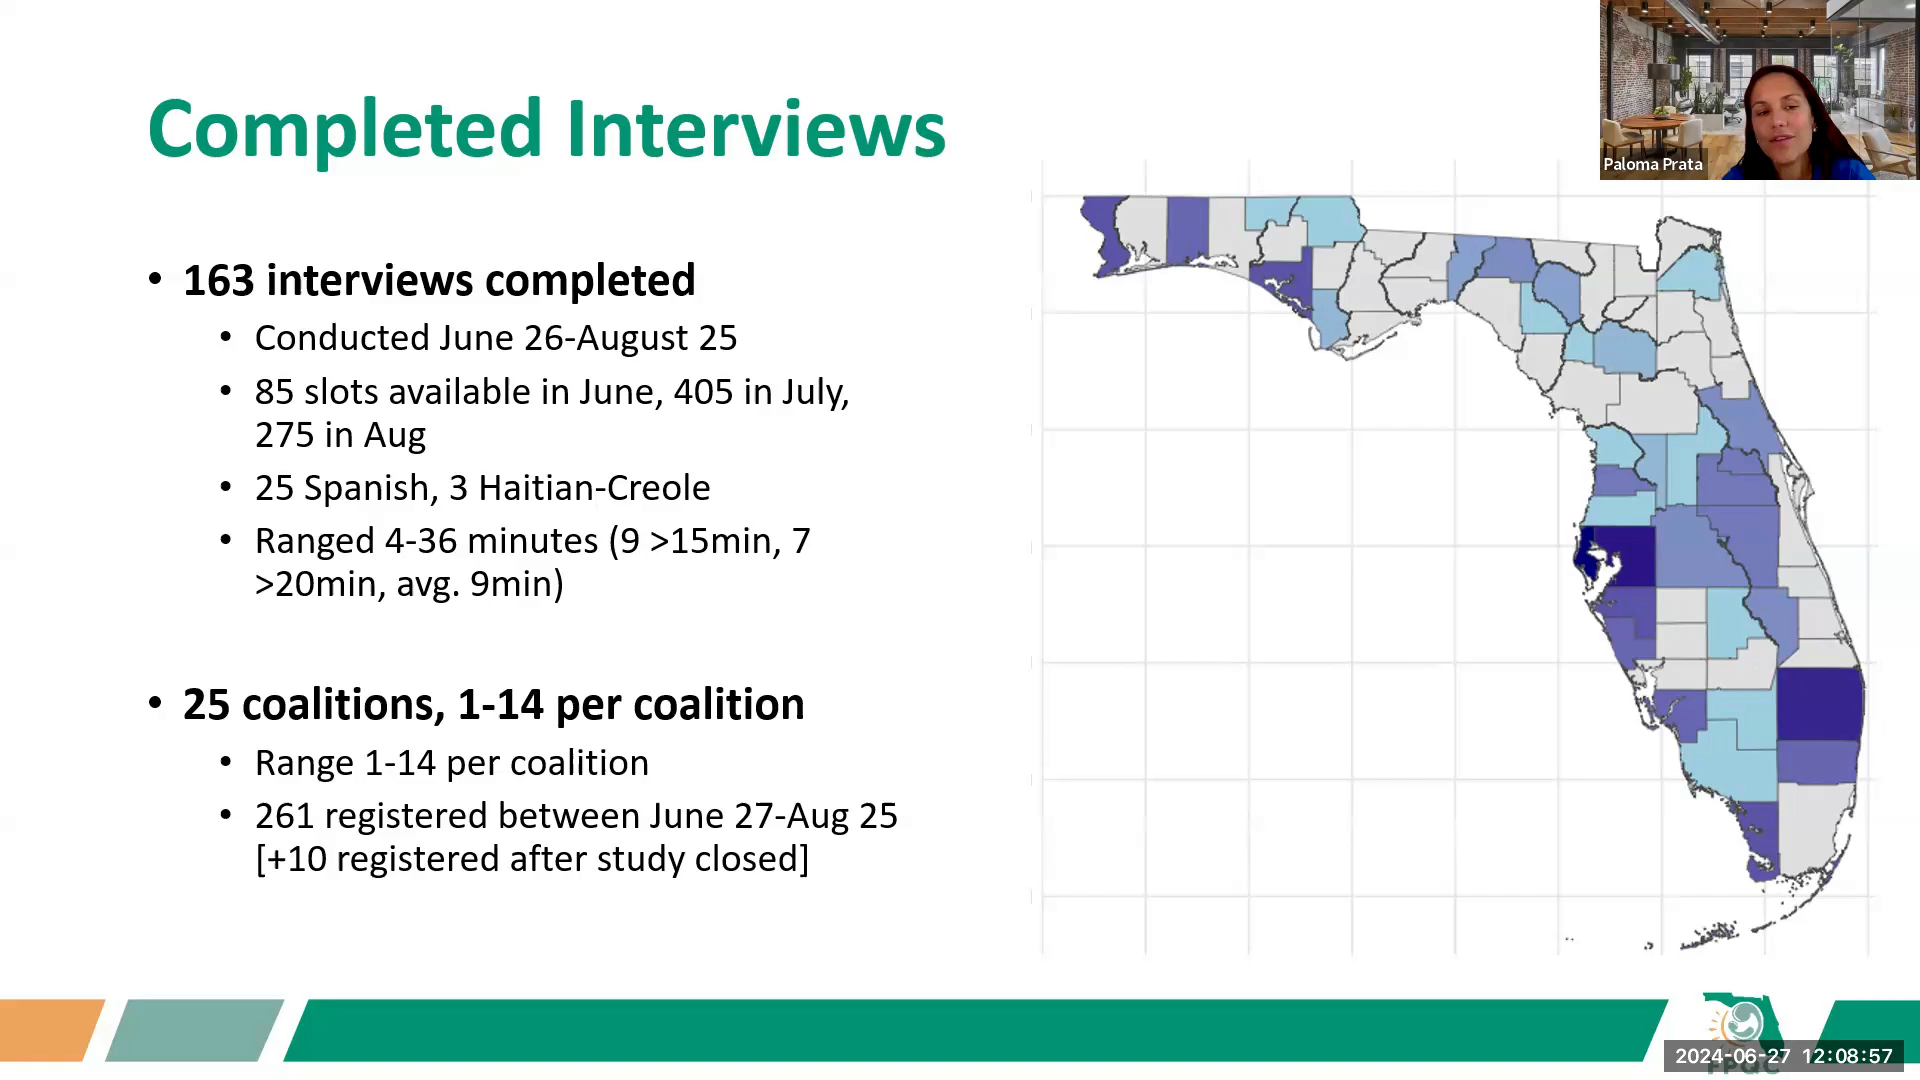 Paloma Prata
Completed Interviews
• 163 interviews completed
• Conducted June 26-August 25
• 85 slots available in June, 405 in July,
275 in Aug
• 25 Spanish, 3 Haitian-Creole
• Ranged 4-36 minutes (9 >15min, 7
>20min, avg. 9min)
• 25 coalitions, 1-14 per coalition
• Range 1-14 per coalition
• 261 registered between June 27-Aug 25
[+10 registered after study closed]
2024-06-27 12:08:57
FPQC